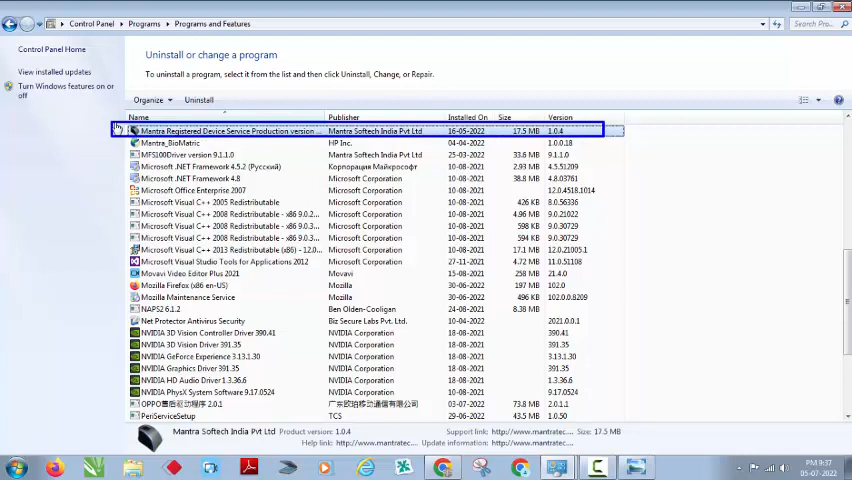 Control Panel ▸ Programs ▸ Programs and Features
Search Pro...
Control Panel Home
View installed updates
Turn Windows features on or
off
Uninstall or change a program
To uninstall a program, select it from the list and then click Uninstall, Change, or Repair.
Organize Uninstall
Name Publisher Installed On Size Version
Mantra Registered Device Service Production version ... Mantra Softech India Pvt Ltd 16-05-2022 17.5 MB 1.0.4
Mantra_BioMatric HP Inc. 04-04-2022 1.0.0.18
MFS100Driver version 9.1.1.0 Mantra Softech India Pvt Ltd 25-03-2022 33.6 MB 9.1.1.0
Microsoft .NET Framework 4.5.2 (Русский) Корпорация Майкрософт 10-08-2021 2.93 MB 4.5.51209
Microsoft .NET Framework 4.8 Microsoft Corporation 10-08-2021 38.8 MB 4.8.03761
Microsoft Office Enterprise 2007 Microsoft Corporation 10-08-2021 12.0.4518.1014
Microsoft Visual C++ 2005 Redistributable Microsoft Corporation 10-08-2021 426 KB 8.0.56336
Microsoft Visual C++ 2008 Redistributable - x86 9.0.2... Microsoft Corporation 10-08-2021 4.96 MB 9.0.21022
Microsoft Visual C++ 2008 Redistributable - x86 9.0.3... Microsoft Corporation 10-08-2021 598 KB 9.0.30729
Microsoft Visual C++ 2008 Redistributable - x86 9.0.3... Microsoft Corporation 10-08-2021 594 KB 9.0.30729
Microsoft Visual C++ 2013 Redistributable (x86) - 12.0... Microsoft Corporation 10-08-2021 17.1 MB 12.0.21005.1
Microsoft Visual Studio Tools for Applications 2012 Microsoft Corporation 27-11-2021 4.71 MB 11.0.51108
Movavi Video Editor Plus 2021 Movavi 15-08-2021 258 MB 21.4.0
Mozilla Firefox (x86 en-US) Mozilla 30-06-2022 197 MB 102.0
Mozilla Maintenance Service Mozilla 30-06-2022 496 KB 102.0.0.8209
NAPS2 6.1.2 Ben Olden-Cooligan 10-08-2021 8.38 MB
Net Protector Antivirus Security Biz Secure Labs Pvt. Ltd. 10-04-2022 2021.0.0.1
NVIDIA 3D Vision Controller Driver 390.41 NVIDIA Corporation 18-08-2021 390.41
NVIDIA 3D Vision Driver 391.35 NVIDIA Corporation 18-08-2021 391.35
NVIDIA GeForce Experience 3.13.1.30 NVIDIA Corporation 18-08-2021 3.13.1.30
NVIDIA Graphics Driver 391.35 NVIDIA Corporation 18-08-2021 391.35
NVIDIA HD Audio Driver 1.3.36.6 NVIDIA Corporation 18-08-2021 1.3.36.6
NVIDIA PhysX System Software 9.17.0524 NVIDIA Corporation 18-08-2021 9.17.0524
OPPO售后驱动程序 2.0.1 广东欧珀移动通信有限公司 03-07-2022 73.8 MB 2.0.1.1
PeriServiceSetup TCS 29-06-2022 43.5 MB 1.0.50
Mantra Softech India Pvt Ltd Product version: 1.0.4 Support link: http://www.mantratec.... Size: 17.5 MB
Help link: http://www.mantratec.... Update information: http://www.mantratec....
PM 9:37
05-07-2022